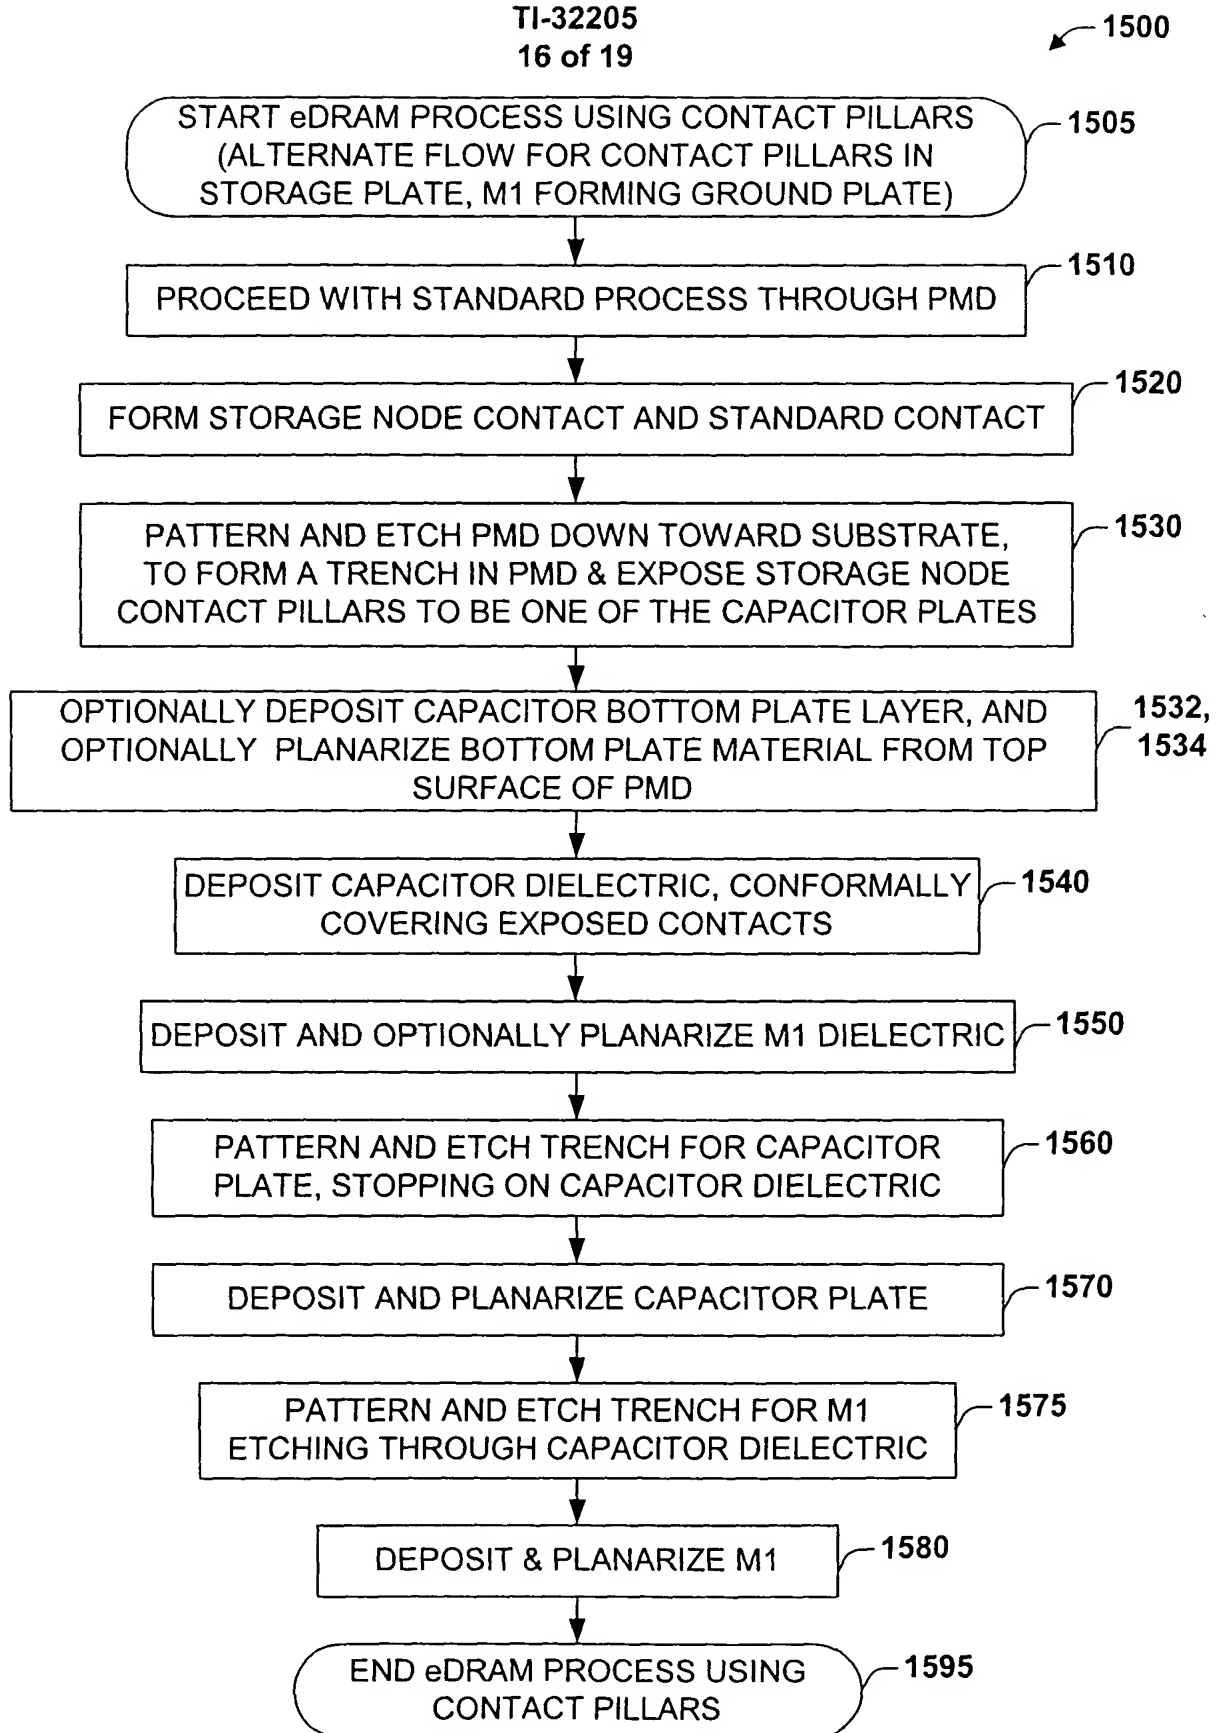 TI-32205
16 of 19
1500
START eDRAM PROCESS USING CONTACT PILLARS
(ALTERNATE FLOW FOR CONTACT PILLARS IN
STORAGE PLATE, M1 FORMING GROUND PLATE)
1505
PROCEED WITH STANDARD PROCESS THROUGH PMD
1510
FORM STORAGE NODE CONTACT AND STANDARD CONTACT
1520
PATTERN AND ETCH PMD DOWN TOWARD SUBSTRATE,
TO FORM A TRENCH IN PMD & EXPOSE STORAGE NODE
CONTACT PILLARS TO BE ONE OF THE CAPACITOR PLATES
1530
OPTIONALLY DEPOSIT CAPACITOR BOTTOM PLATE LAYER, AND
OPTIONALLY PLANARIZE BOTTOM PLATE MATERIAL FROM TOP
SURFACE OF PMD
1532,
1534
DEPOSIT CAPACITOR DIELECTRIC, CONFORMALLY
COVERING EXPOSED CONTACTS
1540
DEPOSIT AND OPTIONALLY PLANARIZE M1 DIELECTRIC
1550
PATTERN AND ETCH TRENCH FOR CAPACITOR
PLATE, STOPPING ON CAPACITOR DIELECTRIC
1560
DEPOSIT AND PLANARIZE CAPACITOR PLATE
1570
PATTERN AND ETCH TRENCH FOR M1
ETCHING THROUGH CAPACITOR DIELECTRIC
1575
DEPOSIT & PLANARIZE M1
1580
END eDRAM PROCESS USING
CONTACT PILLARS
1595